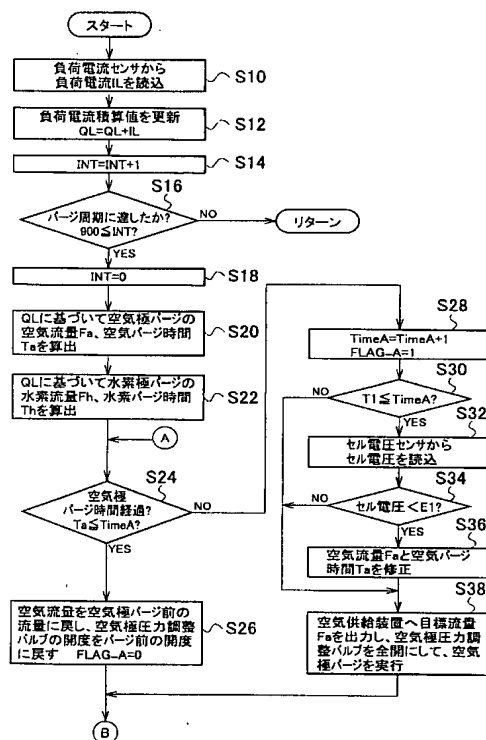 スタート
負荷電流センサから
負荷電流ILを読込
S10
負荷電流積算値を更新
QL=QL+IL
S12
INT=INT+1
S14
S16
パージ周期に達したか?
900≦INT?
NO
リターン
YES
INT=0
S18
QLに基づいて空気極パージの
空気流量Fa、空気パージ時間
Taを算出
S20
QLに基づいて水素極パージの
水素流量Fh、水素パージ時間
Thを算出
S22
A
S24
空気極
パージ時間経過?
Ta≦TimeA?
NO
YES
空気流量を空気極パージ前の
流量に戻し、空気極圧力調整
バルブの開度をパージ前の開度
に戻す FLAG-A=0
S26
B
S28
TimeA=TimeA+1
FLAG-A=1
S30
T1≦TimeA?
NO
YES
S32
セル電圧センサから
セル電圧を読込
S34
セル電圧<E1?
NO
YES
S36
空気流量Faと空気パージ
時間Taを修正
S38
空気供給装置へ目標流量
Faを出力し、空気極圧力調
整バルブを全開にして、空気
極パージを実行